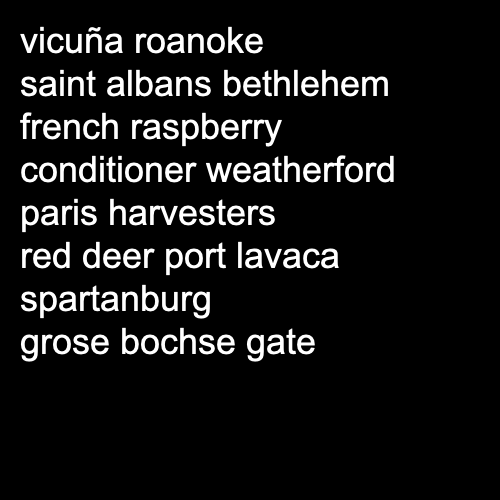 vicuña roanoke
saint albans bethlehem
french raspberry
conditioner weatherford
paris harvesters
red deer port lavaca
spartanburg
grose bochse gate